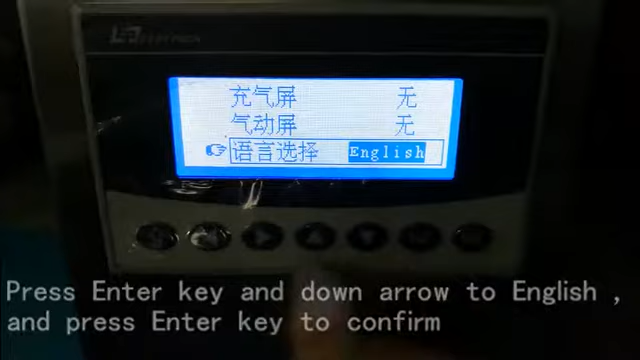 充气屏 无
气动屏 无
语言选择 English
Press Enter key and down arrow to English ,
and press Enter key to confirm